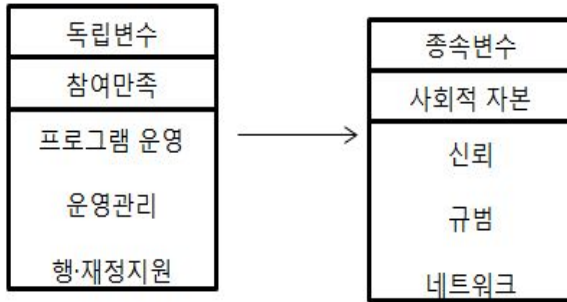 독립변수
참여만족
프로그램 운영
운영관리
행·재정지원
종속변수
사회적 자본
신뢰
규범
네트워크